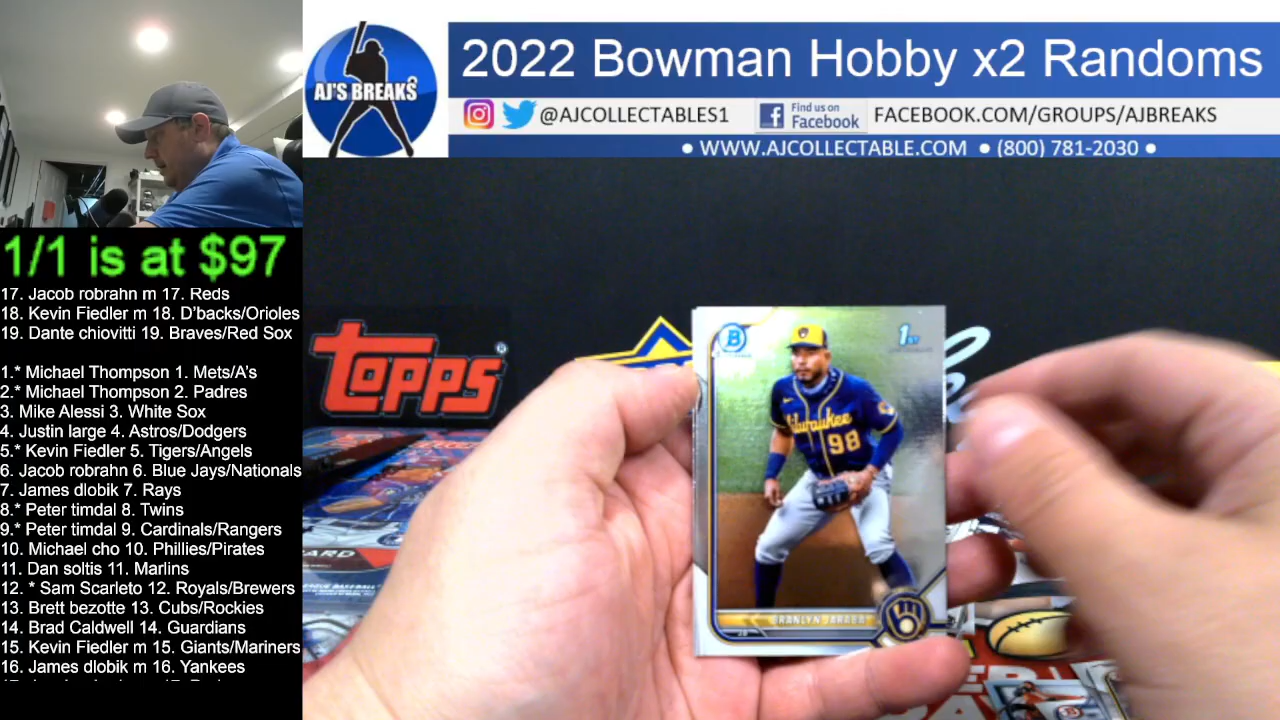 AJ'S BREAKS
2022 Bowman Hobby x2 Randoms
@AJCOLLECTABLES1
Find us on
Facebook
FACEBOOK.COM/GROUPS/AJBREAKS
• WWW.AJCOLLECTABLE.COM • (800) 781-2030 •
1/1 is at $97
17. Jacob robrahn m 17. Reds
18. Kevin Fiedler m 18. D'backs/Orioles
19. Dante chiovitti 19. Braves/Red Sox
1.* Michael Thompson 1. Mets/A's
2.* Michael Thompson 2. Padres
3. Mike Alessi 3. White Sox
4. Justin large 4. Astros/Dodgers
5.* Kevin Fiedler 5. Tigers/Angels
6. Jacob robrahn 6. Blue Jays/Nationals
7. James dlobik 7. Rays
8.* Peter timdal 8. Twins
9.* Peter timdal 9. Cardinals/Rangers
10. Michael cho 10. Phillies/Pirates
11. Dan soltis 11. Marlins
12. * Sam Scarleto 12. Royals/Brewers
13. Brett bezotte 13. Cubs/Rockies
14. Brad Caldwell 14. Guardians
15. Kevin Fiedler m 15. Giants/Mariners
16. James dlobik m 16. Yankees
topps
1ST
Milwaukee
98
BRANLYN JARABA